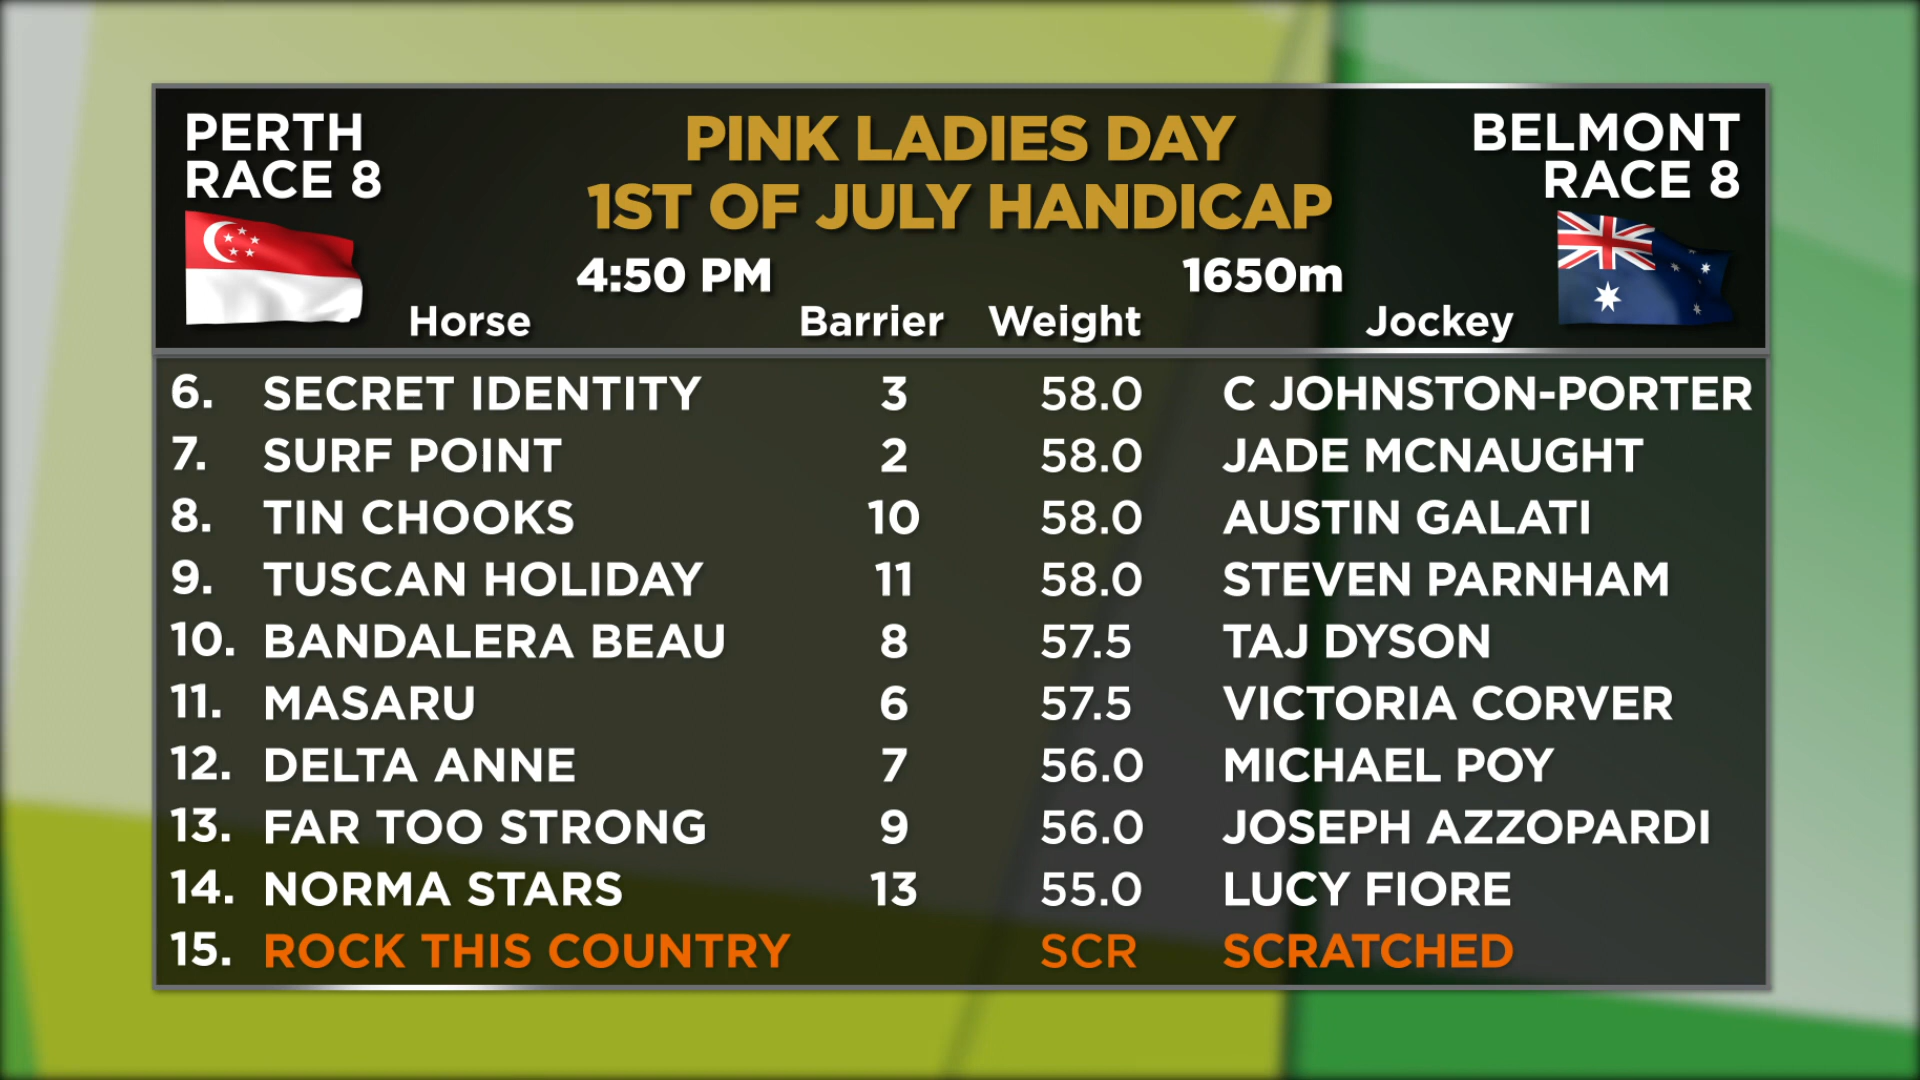 PERTH
RACE 8
PINK LADIES DAY
1ST OF JULY HANDICAP
BELMONT
RACE 8
4:50 PM 1650m
Horse Barrier Weight Jockey
6. SECRET IDENTITY 3 58.0 C JOHNSTON-PORTER
7. SURF POINT 2 58.0 JADE MCNAUGHT
8. TIN CHOOKS 10 58.0 AUSTIN GALATI
9. TUSCAN HOLIDAY 11 58.0 STEVEN PARNHAM
10. BANDALERA BEAU 8 57.5 TAJ DYSON
11. MASARU 6 57.5 VICTORIA CORVER
12. DELTA ANNE 7 56.0 MICHAEL POY
13. FAR TOO STRONG 9 56.0 JOSEPH AZZOPARDI
14. NORMA STARS 13 55.0 LUCY FIORE
15. ROCK THIS COUNTRY SCR SCRATCHED